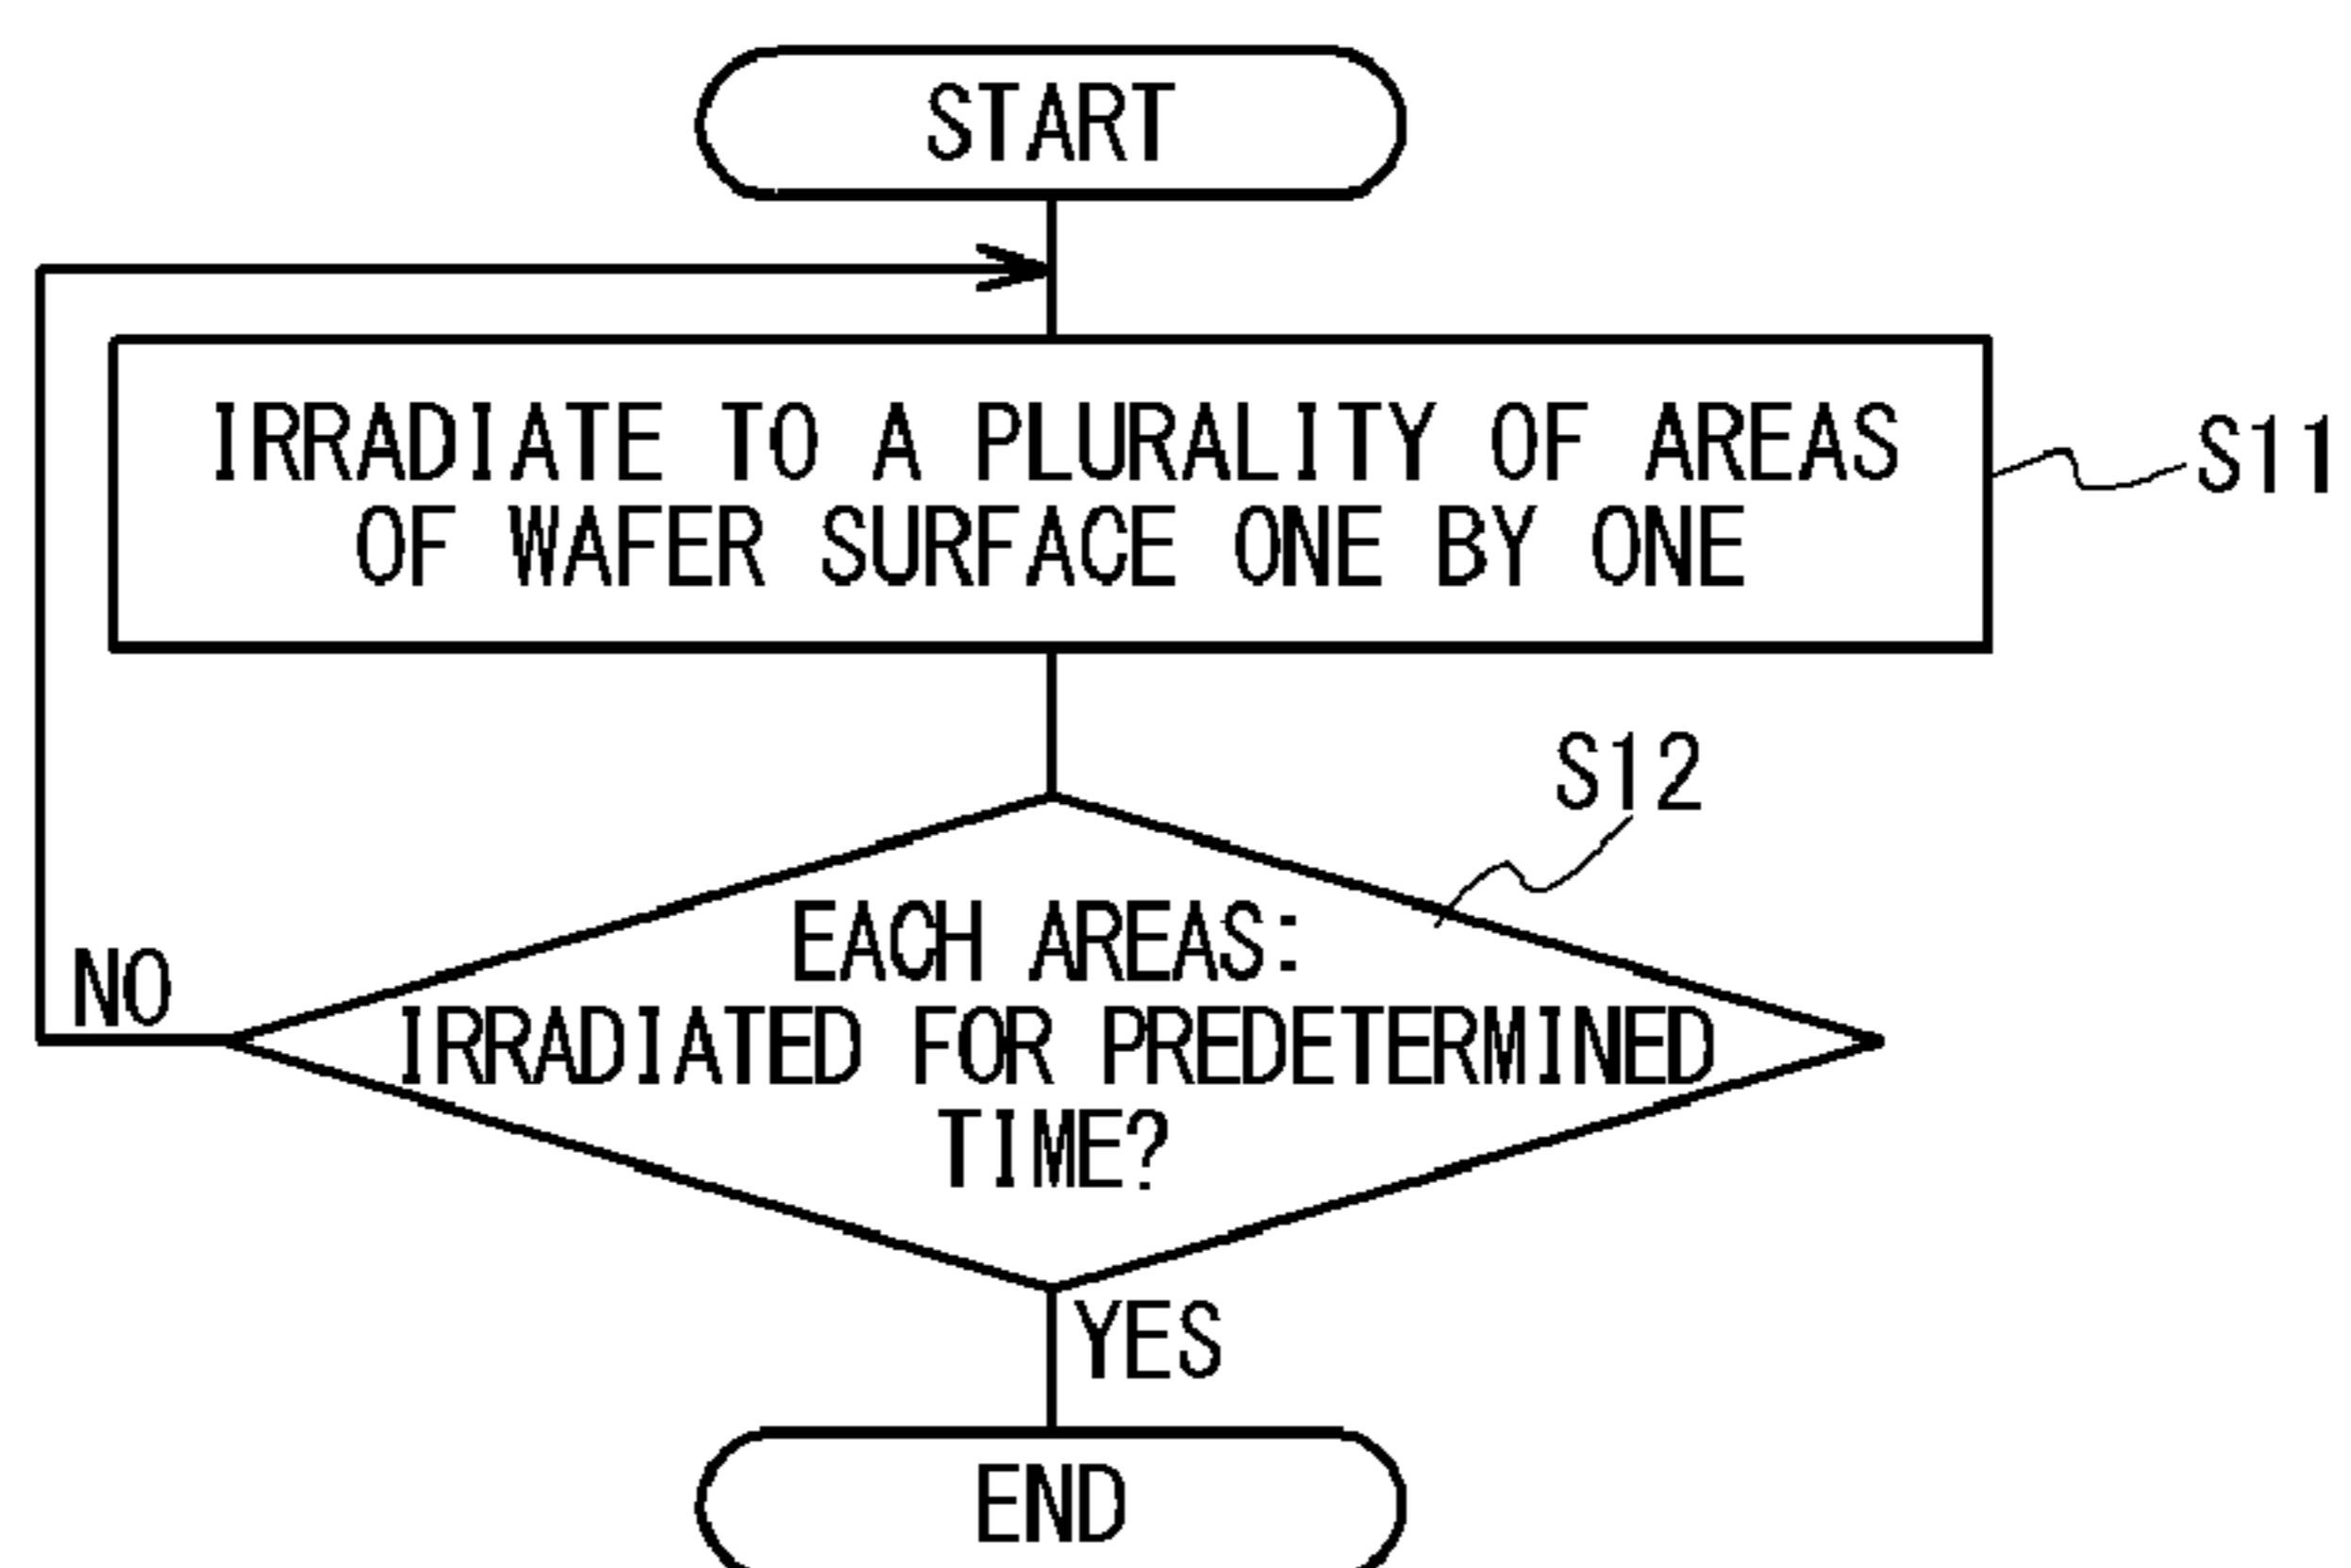 START
IRRADIATE TO A PLURALITY OF AREAS
OF WAFER SURFACE ONE BY ONE
S11
S12
EACH AREAS:
IRRADIATED FOR PREDETERMINED
TIME?
NO
YES
END